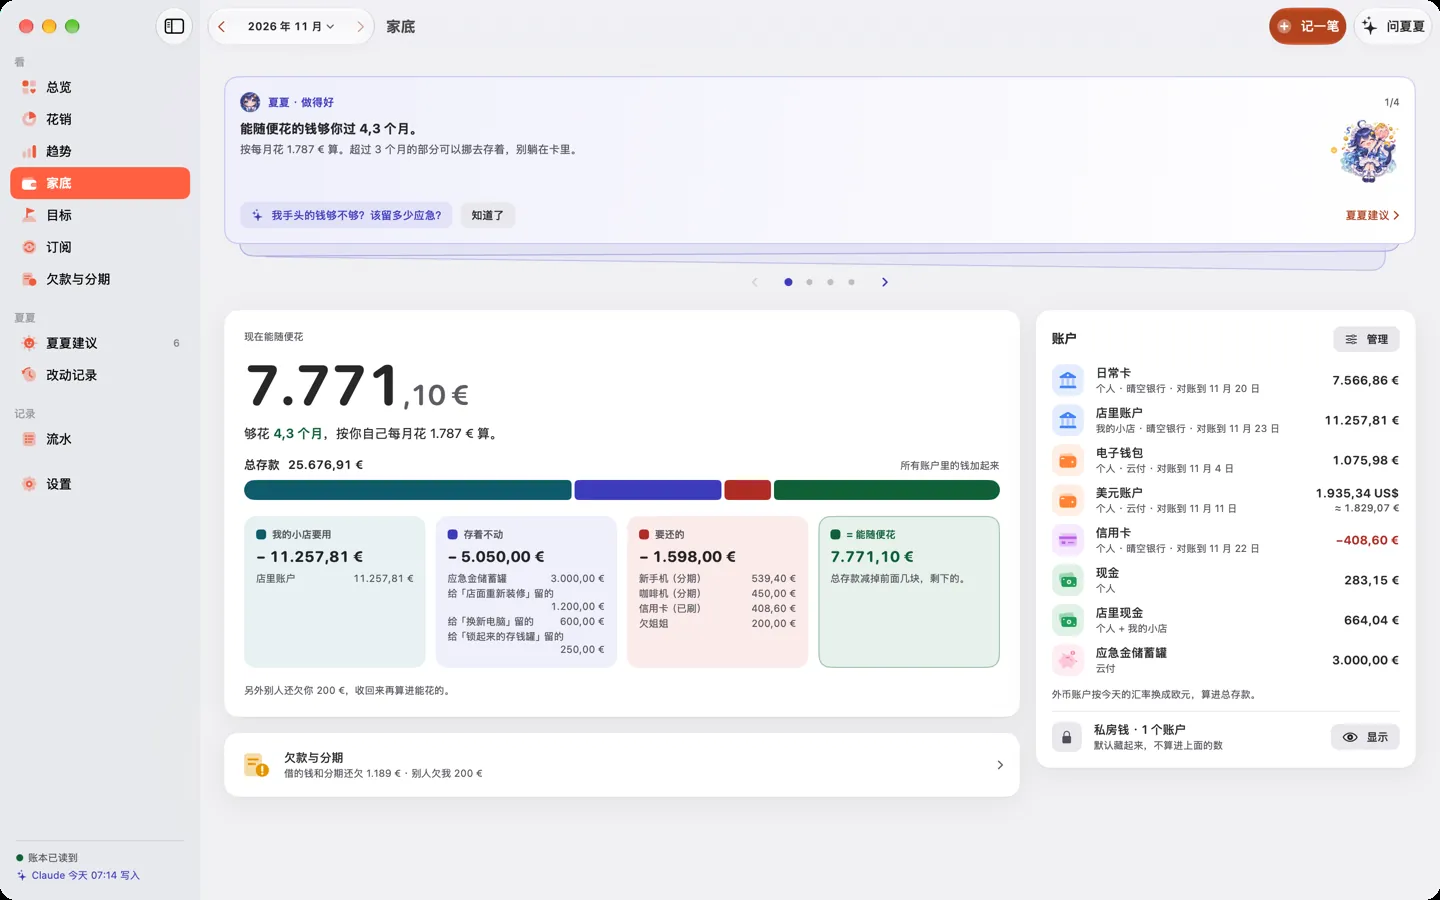 2026 年 11 月
家底
记一笔
问夏夏
看
总览
花销
趋势
家底
目标
订阅
欠款与分期
夏夏
夏夏建议 6
改动记录
记录
流水
设置
账本已读到
Claude 今天 07:14 写入
夏夏 · 做得好
1/4
能随便花的钱够你过 4,3 个月。
按每月花 1.787 € 算。超过 3 个月的部分可以挪去存着，别躺在卡里。
我手头的钱够不够？该留多少应急？
知道了
夏夏建议
现在能随便花
7.771,10 €
够花 4,3 个月，按你自己每月花 1.787 € 算。
总存款 25.676,91 €
所有账户里的钱加起来
我的小店要用
− 11.257,81 €
店里账户 11.257,81 €
存着不动
− 5.050,00 €
应急金储蓄罐 3.000,00 €
给「店面重新装修」留的
1.200,00 €
给「换新电脑」留的 600,00 €
给「锁起来的存钱罐」留的
250,00 €
要还的
− 1.598,00 €
新手机（分期） 539,40 €
咖啡机（分期） 450,00 €
信用卡（已刷） 408,60 €
欠姐姐 200,00 €
= 能随便花
7.771,10 €
总存款减掉前面几块，剩下的。
另外别人还欠你 200 €，收回来再算进能花的。
欠款与分期
借的钱和分期还欠 1.189 € · 别人欠我 200 €
账户
管理
日常卡
个人 · 晴空银行 · 对账到 11 月 20 日
7.566,86 €
店里账户
我的小店 · 晴空银行 · 对账到 11 月 23 日
11.257,81 €
电子钱包
个人 · 云付 · 对账到 11 月 4 日
1.075,98 €
美元账户
个人 · 云付 · 对账到 11 月 11 日
1.935,34 US$
≈ 1.829,07 €
信用卡
个人 · 晴空银行 · 对账到 11 月 22 日
−408,60 €
现金
个人
283,15 €
店里现金
个人 + 我的小店
664,04 €
应急金储蓄罐
云付
3.000,00 €
外币账户按今天的汇率换成欧元，算进总存款。
私房钱 · 1 个账户
默认藏起来，不算进上面的数
显示